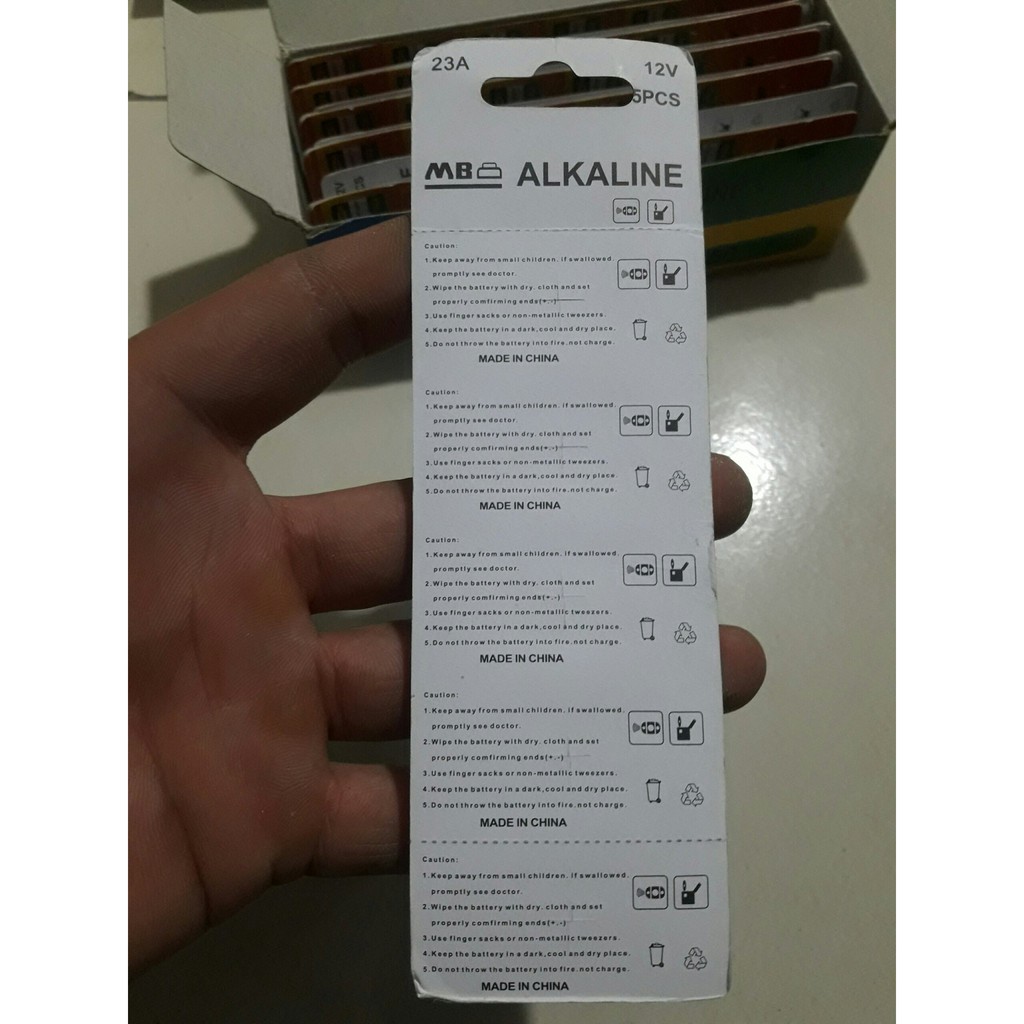 23A
12V
5PCS
MB ALKALINE
Caution:
1.Keep away from small children. if swallowed.
promptly see doctor.
2.Wipe the battery with dry. cloth and set
properly comfirming ends(+.-)
3.Use finger sacks or non-metallic tweezers.
4.Keep the battery in a dark,cool and dry place.
5.Do not throw the battery into fire.not charge.
MADE IN CHINA
Caution:
1.Keep away from small children. if swallowed.
promptly see doctor.
2.Wipe the battery with dry. cloth and set
properly comfirming ends(+.-)
3.Use finger sacks or non-metallic tweezers.
4.Keep the battery in a dark,cool and dry place.
5.Do not throw the battery into fire.not charge.
MADE IN CHINA
Caution:
1.Keep away from small children. if swallowed.
promptly see doctor.
2.Wipe the battery with dry. cloth and set
properly comfirming ends(+.-)
3.Use finger sacks or non-metallic tweezers.
4.Keep the battery in a dark,cool and dry place.
5.Do not throw the battery into fire.not charge.
MADE IN CHINA
Caution:
1.Keep away from small children. if swallowed.
promptly see doctor.
2.Wipe the battery with dry. cloth and set
properly comfirming ends(+.-)
3.Use finger sacks or non-metallic tweezers.
4.Keep the battery in a dark,cool and dry place.
5.Do not throw the battery into fire.not charge.
MADE IN CHINA
Caution:
1.Keep away from small children. if swallowed.
promptly see doctor.
2.Wipe the battery with dry. cloth and set
properly comfirming ends(+.-)
3.Use finger sacks or non-metallic tweezers.
4.Keep the battery in a dark,cool and dry place.
5.Do not throw the battery into fire.not charge.
MADE IN CHINA